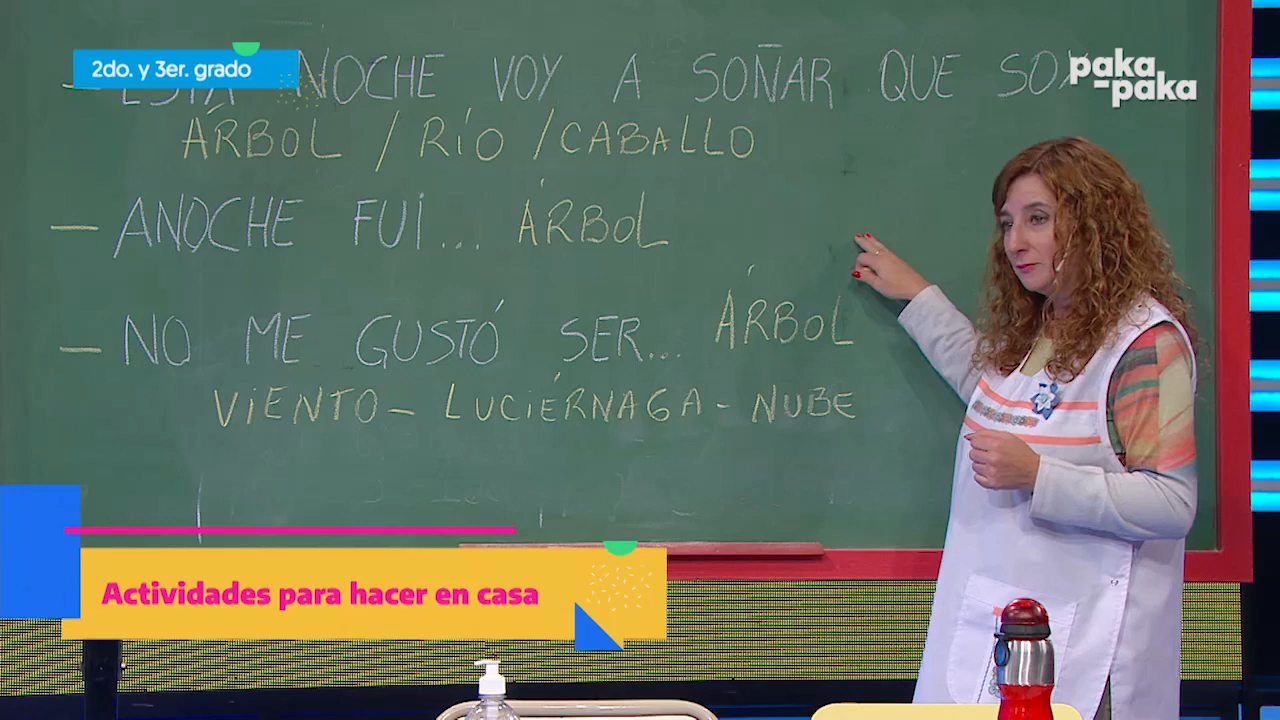 2do. y 3er. grado
paka-paka
— ESTA NOCHE VOY A SOÑAR QUE SOY
ÁRBOL / RÍO / CABALLO
— ANOCHE FUI... ÁRBOL
— NO ME GUSTÓ SER... ÁRBOL
VIENTO - LUCIÉRNAGA - NUBE
Actividades para hacer en casa